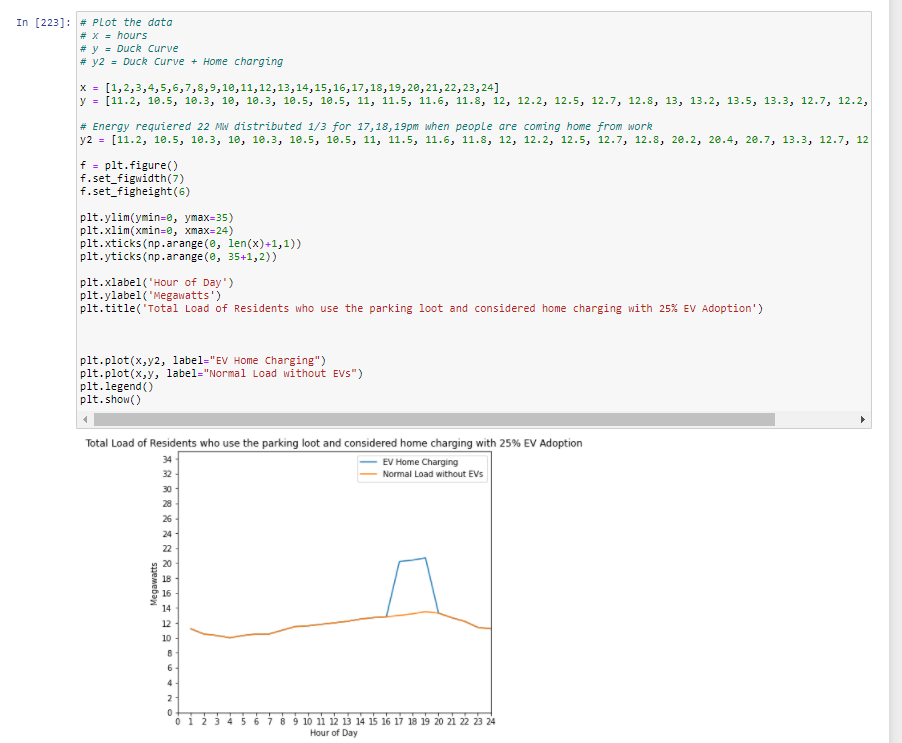 In [223]:
# Plot the data
# x = hours
# y = Duck Curve
# y2 = Duck Curve + Home charging
x = [1,2,3,4,5,6,7,8,9,10,11,12,13,14,15,16,17,18,19,20,21,22,23,24]
y = [11.2, 10.5, 10.3, 10, 10.3, 10.5, 10.5, 11, 11.5, 11.6, 11.8, 12, 12.2, 12.5, 12.7, 12.8, 13, 13.2, 13.5, 13.3, 12.7, 12.2,
# Energy requiered 22 MW distributed 1/3 for 17,18,19pm when people are coming home from work
y2 = [11.2, 10.5, 10.3, 10, 10.3, 10.5, 10.5, 11, 11.5, 11.6, 11.8, 12, 12.2, 12.5, 12.7, 12.8, 20.2, 20.4, 20.7, 13.3, 12.7, 12
f = plt.figure()
f.set_figwidth(7)
f.set_figheight(6)
plt.ylim(ymin=0, ymax=35)
plt.xlim(xmin=0, xmax=24)
plt.xticks(np.arange(0, len(x)+1,1))
plt.yticks(np.arange(0, 35+1,2))
plt.xlabel('Hour of Day')
plt.ylabel('Megawatts')
plt.title('Total Load of Residents who use the parking loot and considered home charging with 25% EV Adoption')
plt.plot(x,y2, label="EV Home Charging")
plt.plot(x,y, label="Normal Load without EVs")
plt.legend()
plt.show()
Total Load of Residents who use the parking loot and considered home charging with 25% EV Adoption
EV Home Charging
Normal Load without EVs
34
32
30
28
26
24
22
20
18
16
14
12
10
8
6
4
2
0
Megawatts
0 1 2 3 4 5 6 7 8 9 10 11 12 13 14 15 16 17 18 19 20 21 22 23 24
Hour of Day